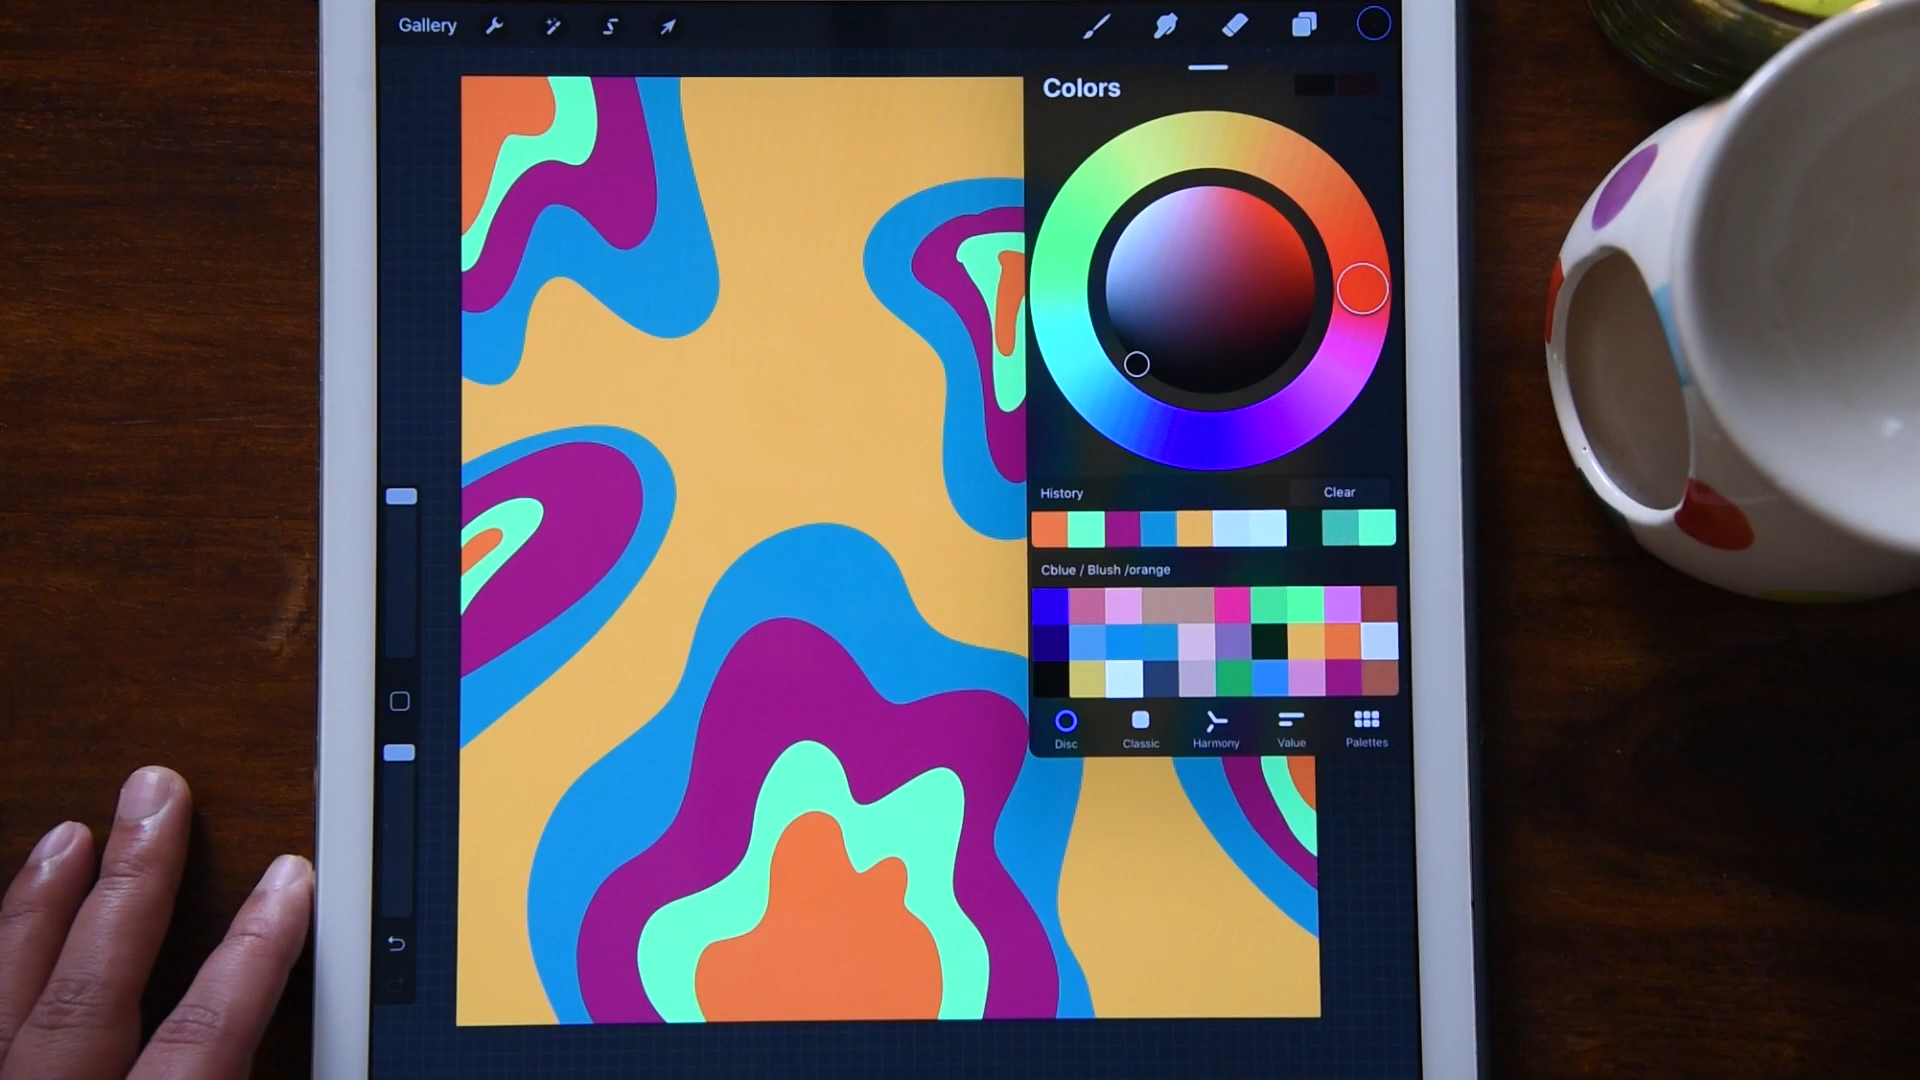 Gallery
Colors
History
Clear
Cblue / Blush /orange
Disc
Classic
Harmony
Value
Palettes